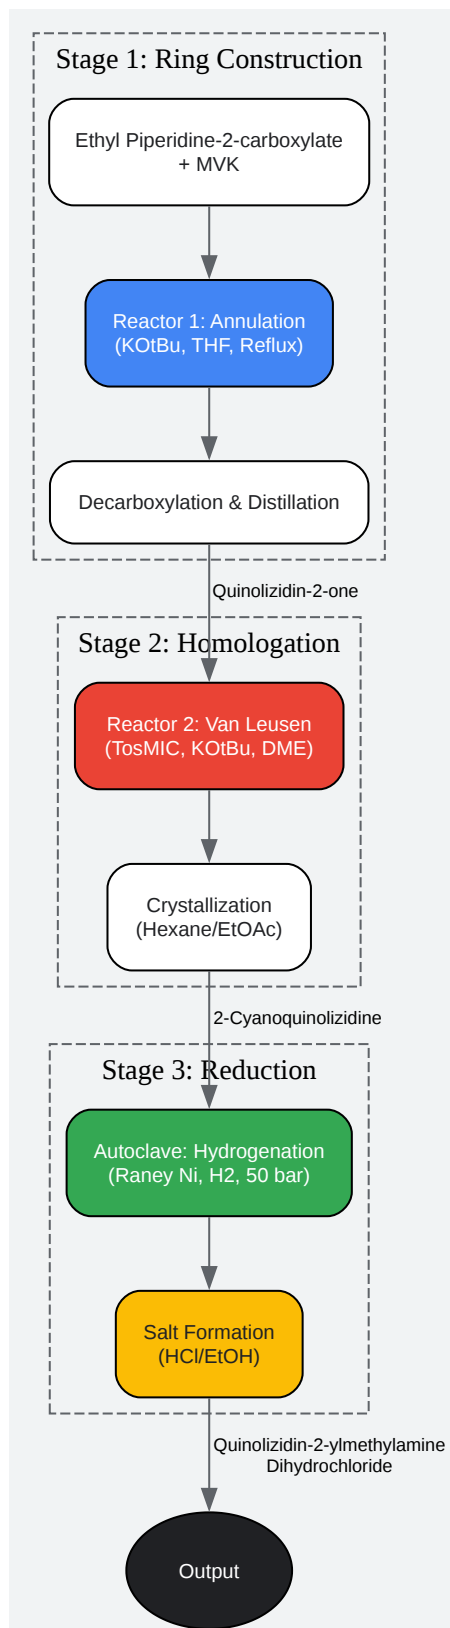 Stage 1: Ring Construction
Ethyl Piperidine-2-carboxylate
+ MVK
Reactor 1: Annulation
(KOtBu, THF, Reflux)
Decarboxylation & Distillation
Quinolizidin-2-one
Stage 2: Homologation
Reactor 2: Van Leusen
(TosMIC, KOtBu, DME)
Crystallization
(Hexane/EtOAc)
2-Cyanoquinolizidine
Stage 3: Reduction
Autoclave: Hydrogenation
(Raney Ni, H2, 50 bar)
Salt Formation
(HCl/EtOH)
Quinolizidin-2-ylmethylamine
Dihydrochloride
Output